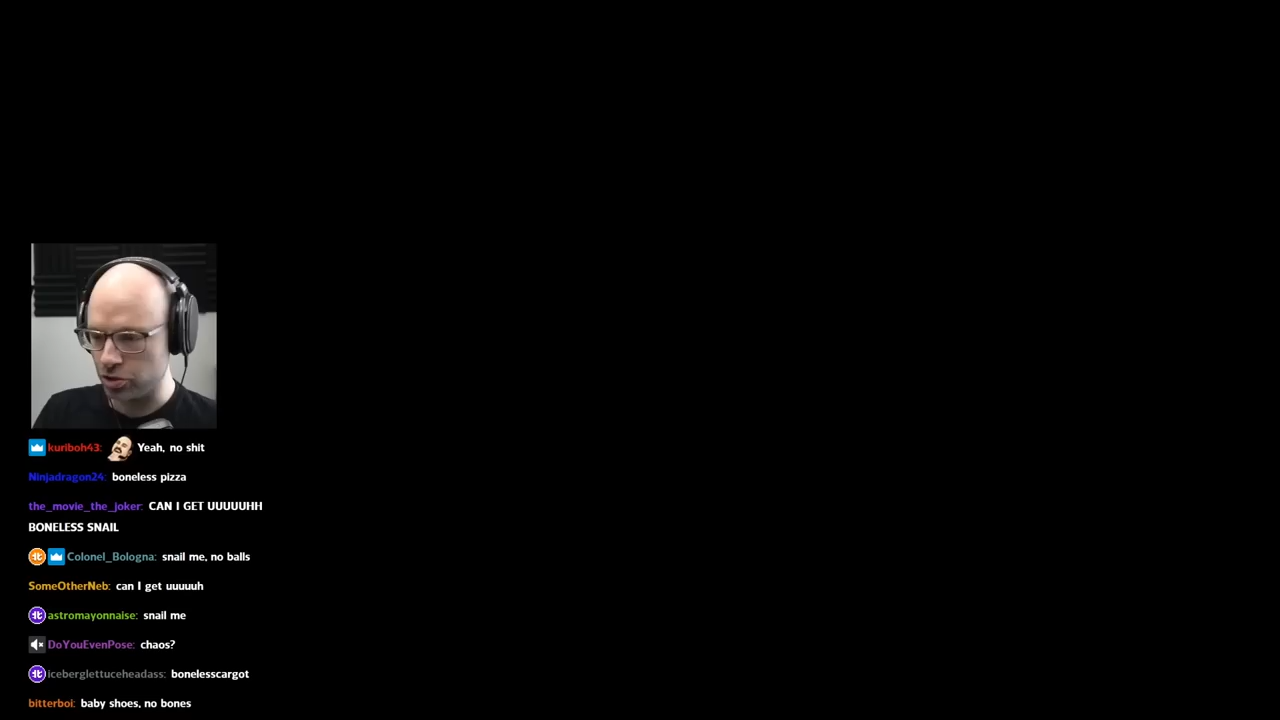 kuriboh43: Yeah, no shit
Ninjadragon24: boneless pizza
the_movie_the_joker: CAN I GET UUUUUHH
BONELESS SNAIL
Colonel_Bologna: snail me, no balls
SomeOtherNeb: can I get uuuuuh
astromayonnaise: snail me
DoYouEvenPose: chaos?
iceberglettuceheadass: bonelesscargot
bitterboi: baby shoes, no bones